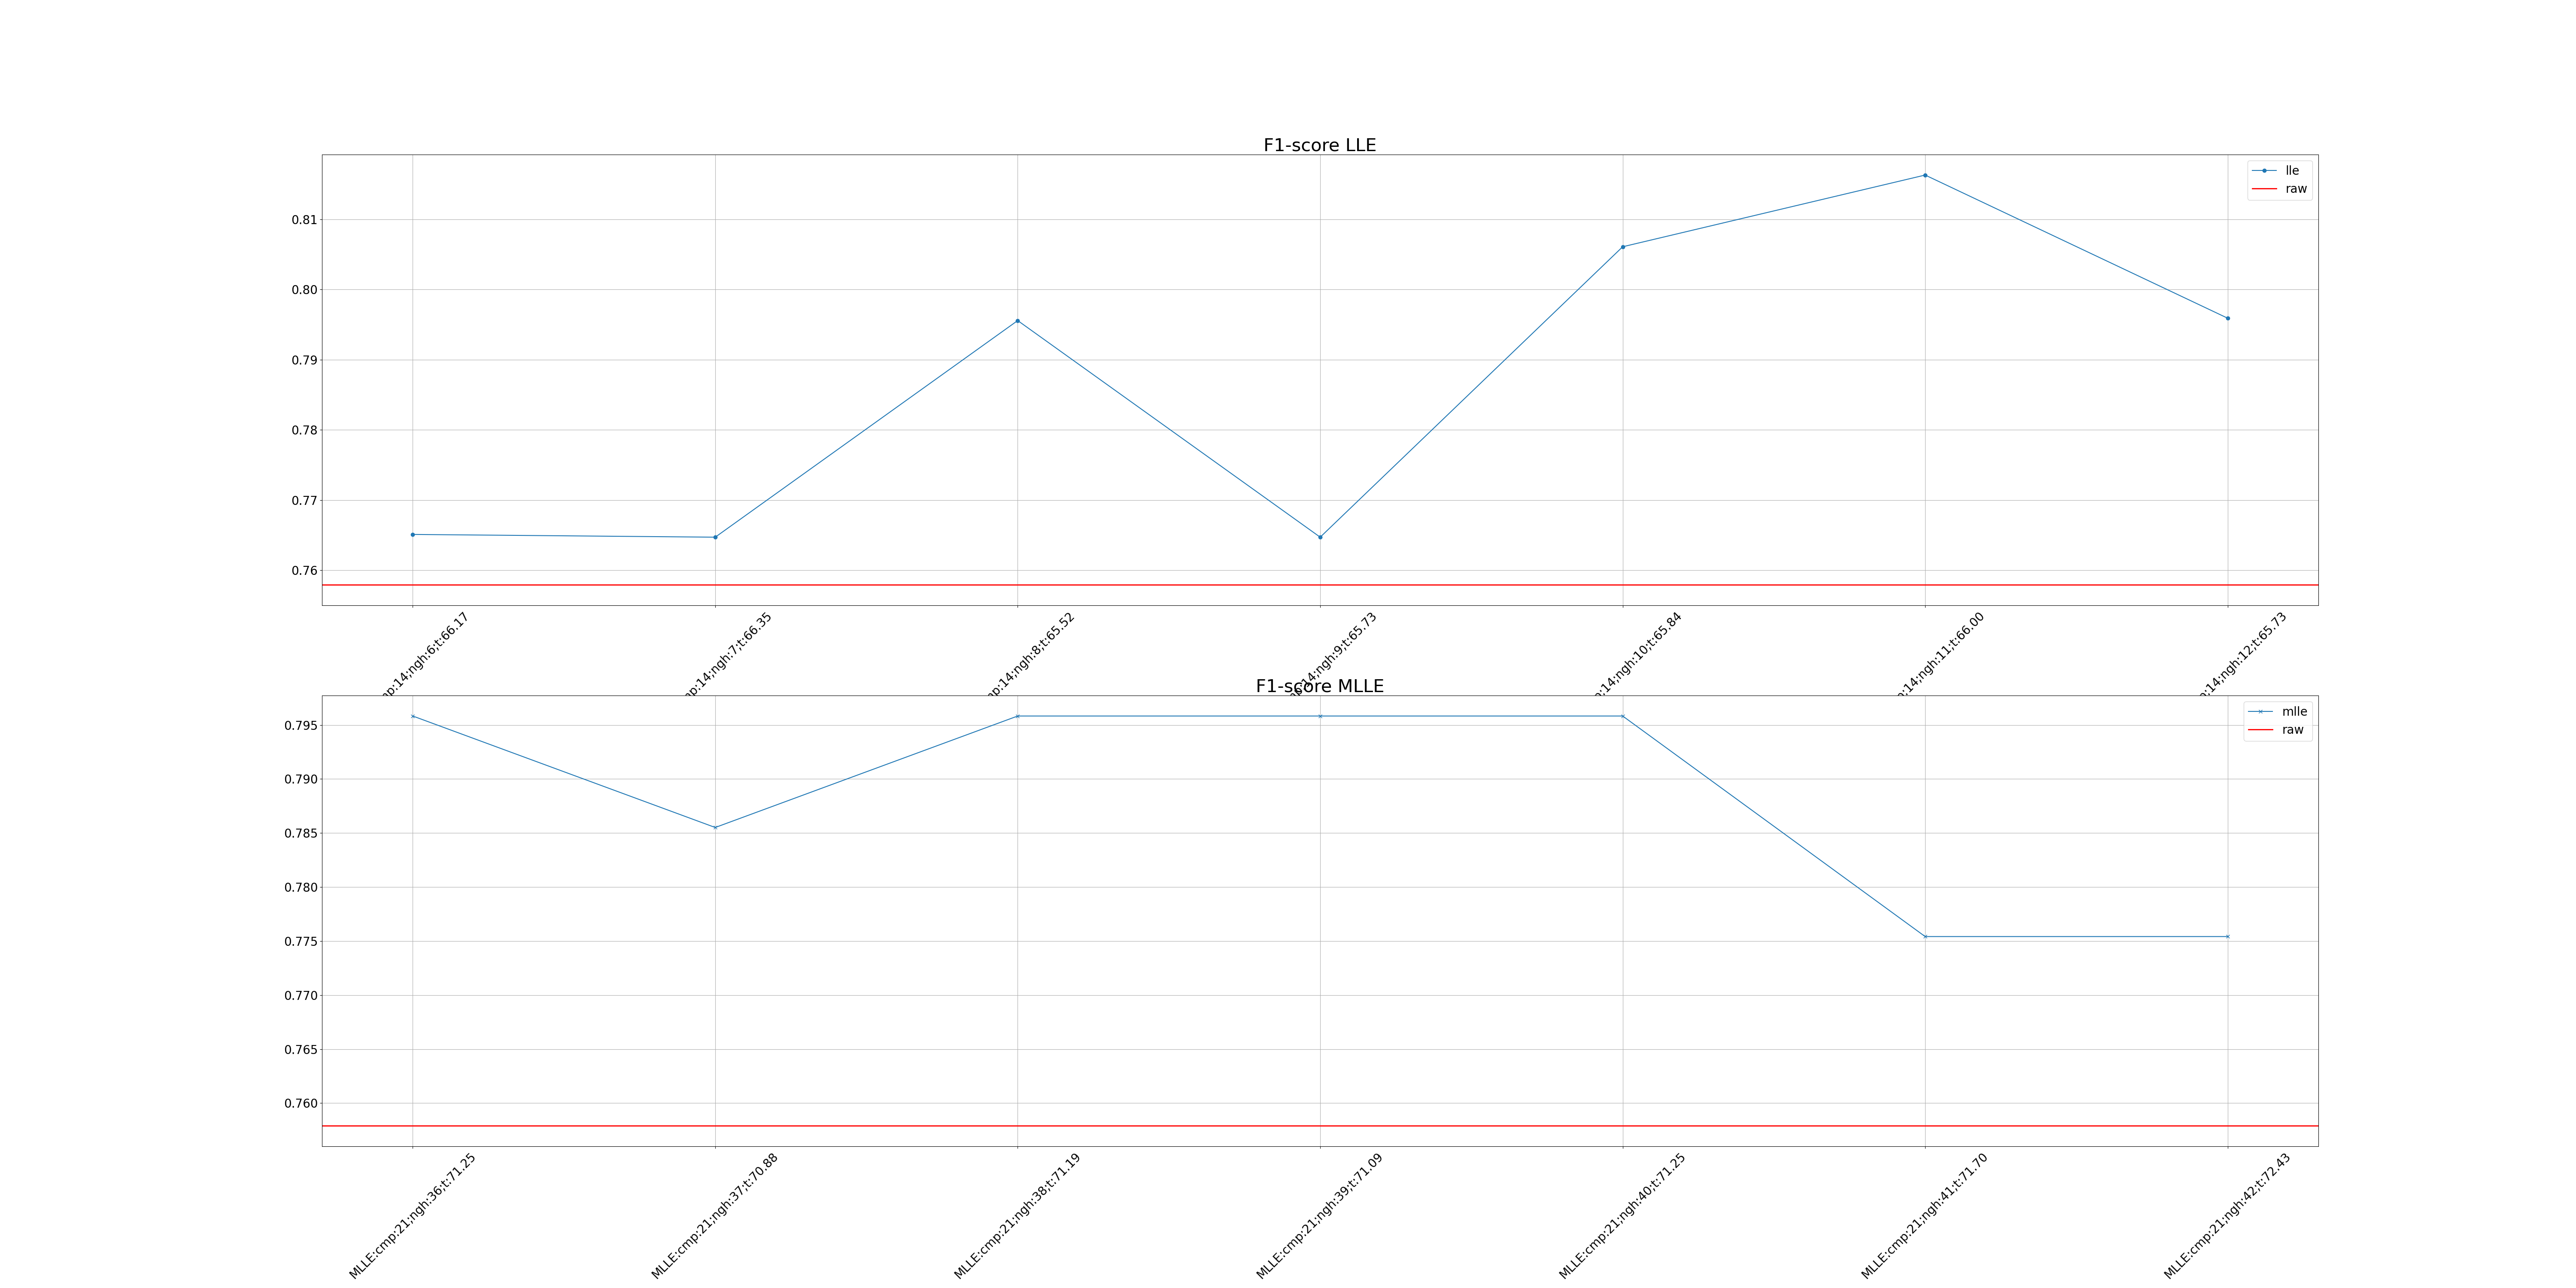 F1-score LLE
lle
raw
0.81
0.80
0.79
0.78
0.77
0.76
p:14;ngh:6;t:66.17
p:14;ngh:7;t:66.35
p:14;ngh:8;t:65.52
:14;ngh:9;t:65.73
:14;ngh:10;t:65.84
:14;ngh:11;t:66.00
:14;ngh:12;t:65.73
F1-score MLLE
mlle
raw
0.795
0.790
0.785
0.780
0.775
0.770
0.765
0.760
MLLE:cmp:21;ngh:36;t:71.25
MLLE:cmp:21;ngh:37;t:70.88
MLLE:cmp:21;ngh:38;t:71.19
MLLE:cmp:21;ngh:39;t:71.09
MLLE:cmp:21;ngh:40;t:71.25
MLLE:cmp:21;ngh:41;t:71.70
MLLE:cmp:21;ngh:42;t:72.43